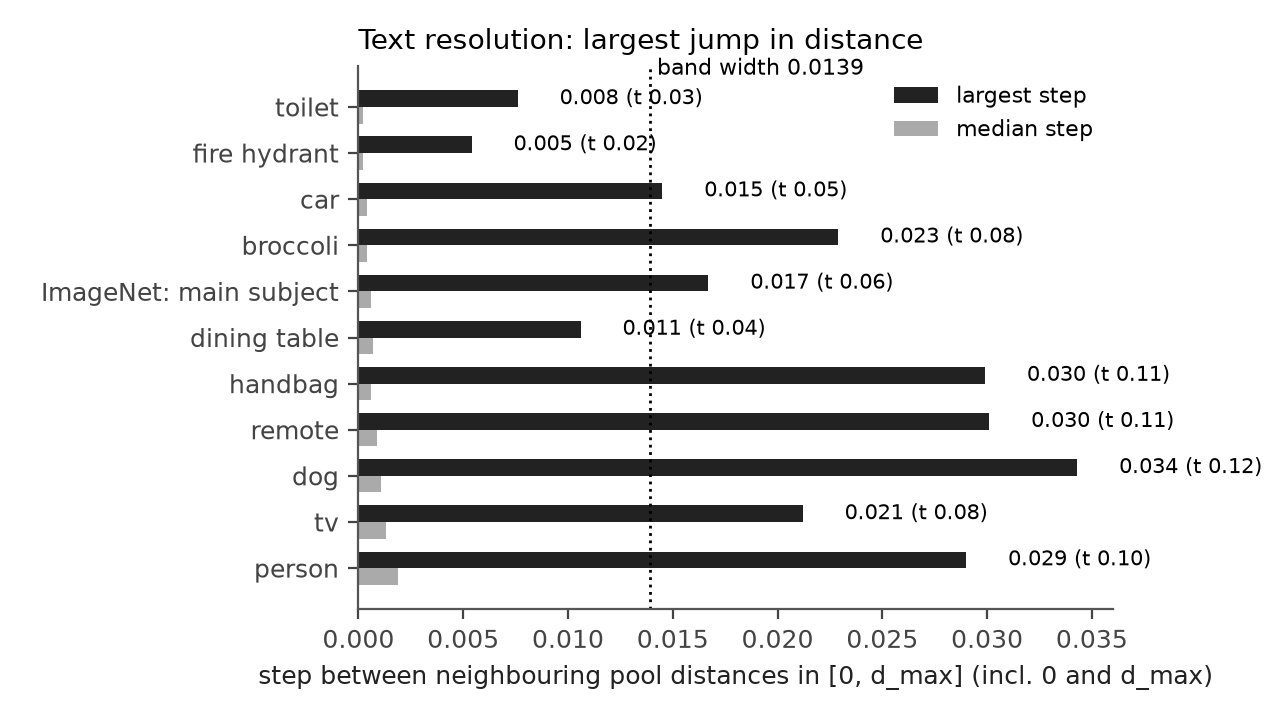 Text resolution: largest jump in distance
band width 0.0139
largest step
median step
toilet 0.008 (t 0.03)
fire hydrant 0.005 (t 0.02)
car 0.015 (t 0.05)
broccoli 0.023 (t 0.08)
ImageNet: main subject 0.017 (t 0.06)
dining table 0.011 (t 0.04)
handbag 0.030 (t 0.11)
remote 0.030 (t 0.11)
dog 0.034 (t 0.12)
tv 0.021 (t 0.08)
person 0.029 (t 0.10)
0.000 0.005 0.010 0.015 0.020 0.025 0.030 0.035
step between neighbouring pool distances in [0, d_max] (incl. 0 and d_max)